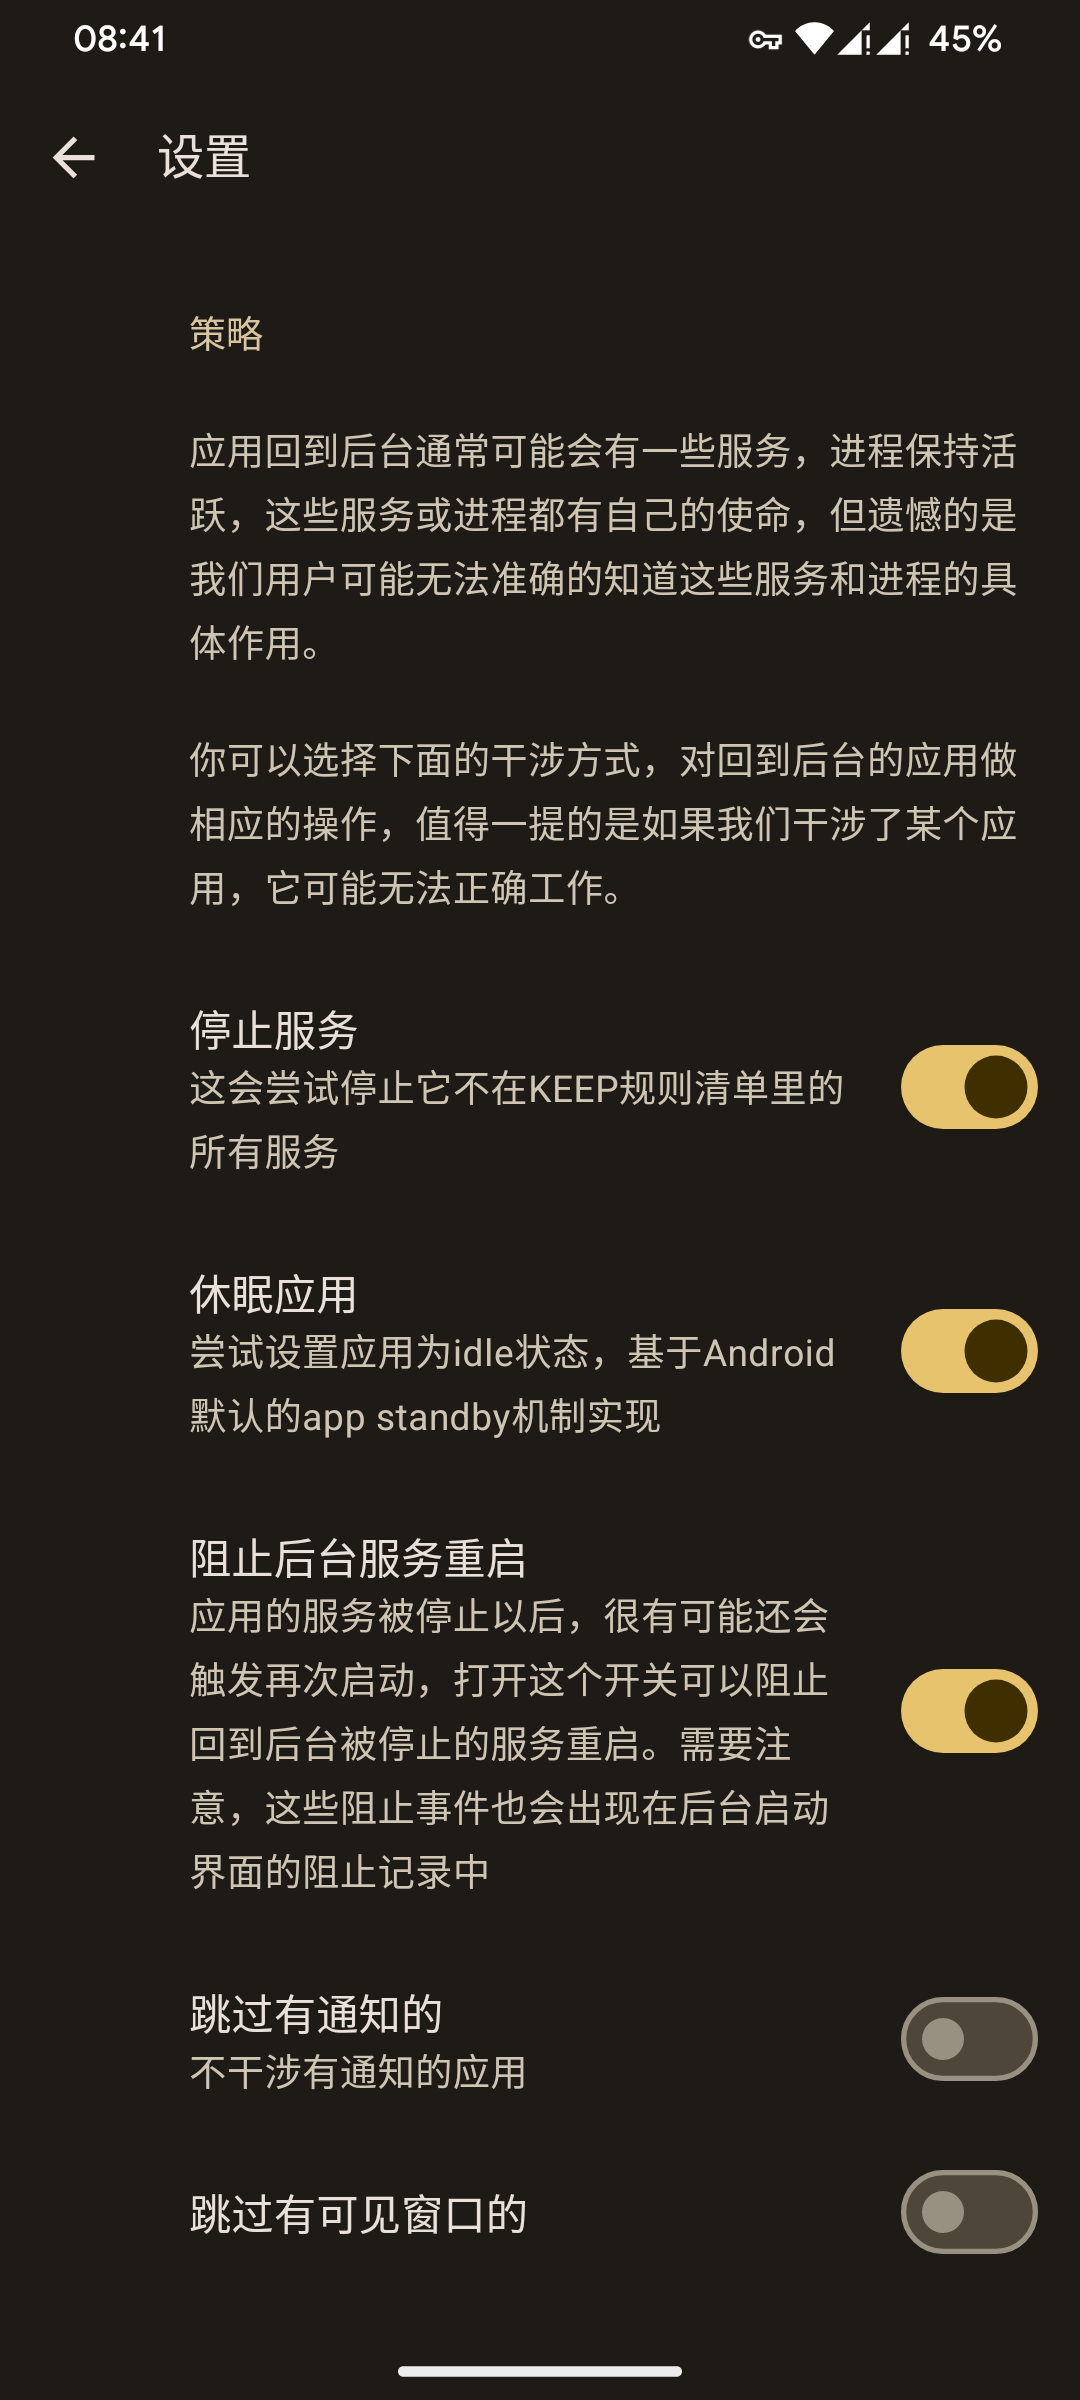 08:41
45%
设置
策略
应用回到后台通常可能会有一些服务，进程保持活
跃，这些服务或进程都有自己的使命，但遗憾的是
我们用户可能无法准确的知道这些服务和进程的具
体作用。
你可以选择下面的干涉方式，对回到后台的应用做
相应的操作，值得一提的是如果我们干涉了某个应
用，它可能无法正确工作。
停止服务
这会尝试停止它不在KEEP规则清单里的
所有服务
休眠应用
尝试设置应用为idle状态，基于Android
默认的app standby机制实现
阻止后台服务重启
应用的服务被停止以后，很有可能还会
触发再次启动，打开这个开关可以阻止
回到后台被停止的服务重启。需要注
意，这些阻止事件也会出现在后台启动
界面的阻止记录中
跳过有通知的
不干涉有通知的应用
跳过有可见窗口的